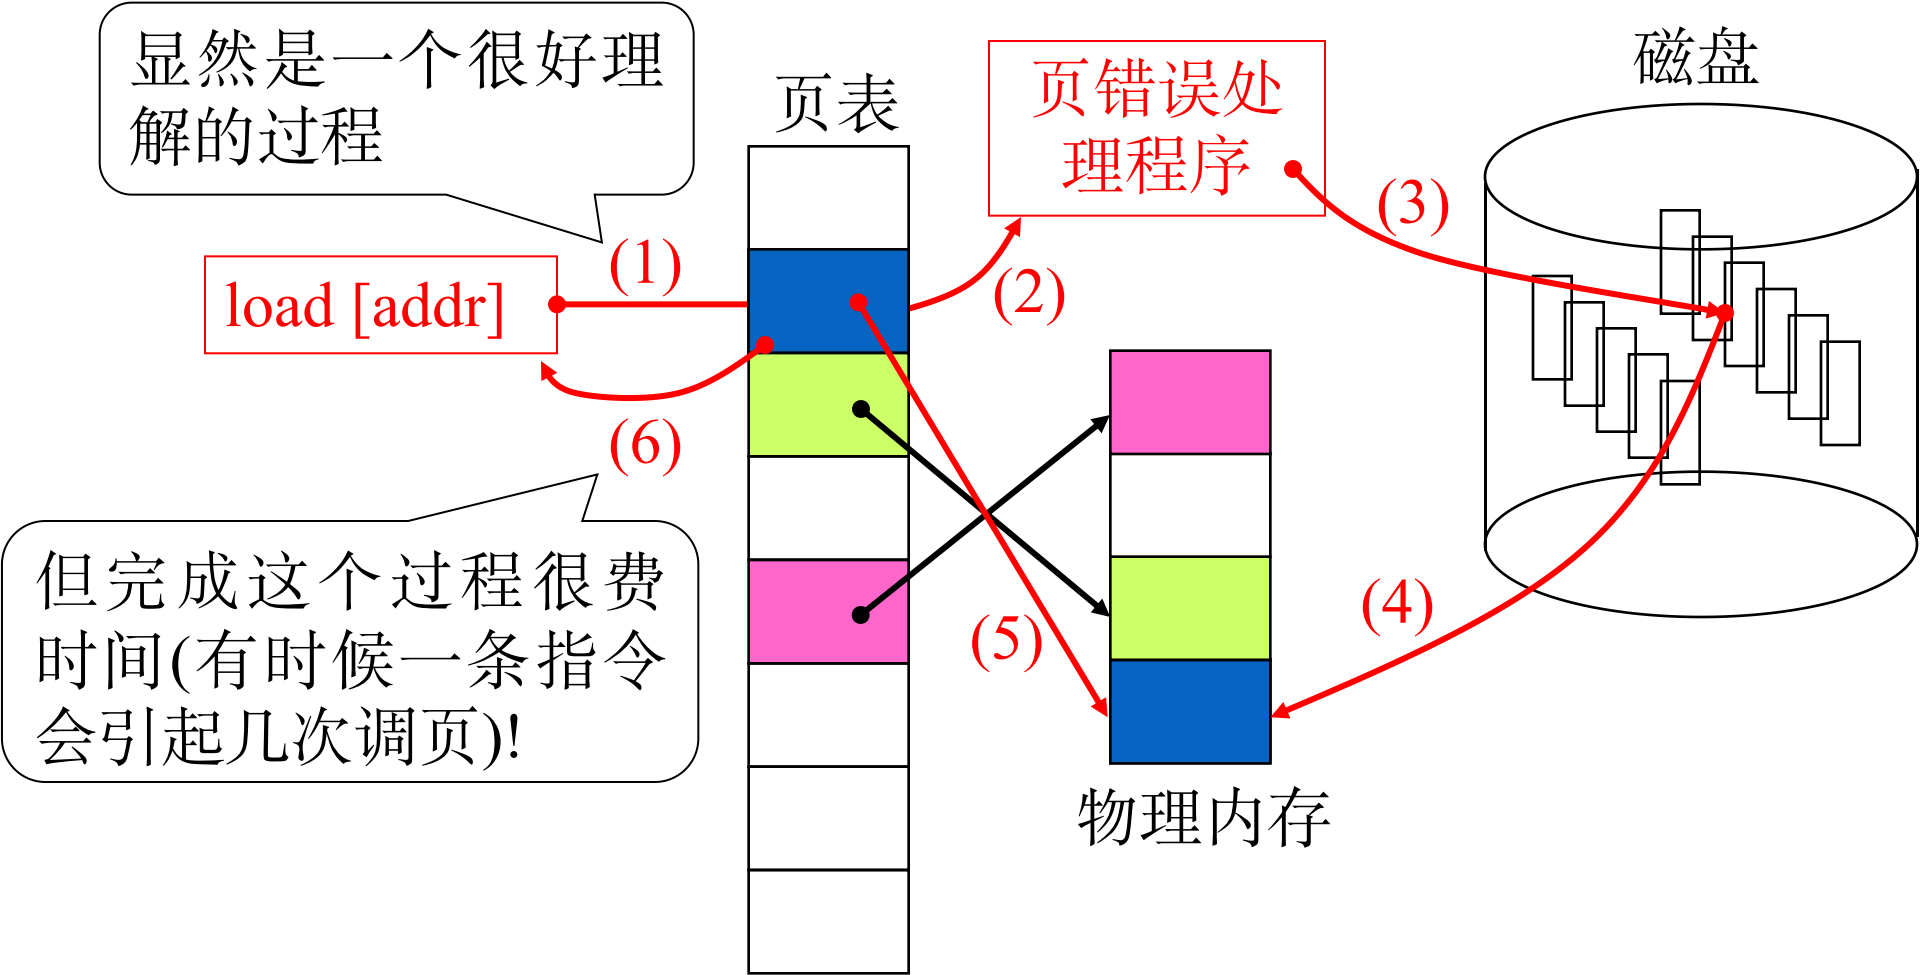 显然是一个很好理
解的过程
页表
页错误处
理程序
磁盘
(1)
load [addr]
(2)
(3)
(6)
但完成这个过程很费
时间(有时候一条指令
会引起几次调页)!
(5)
(4)
物理内存